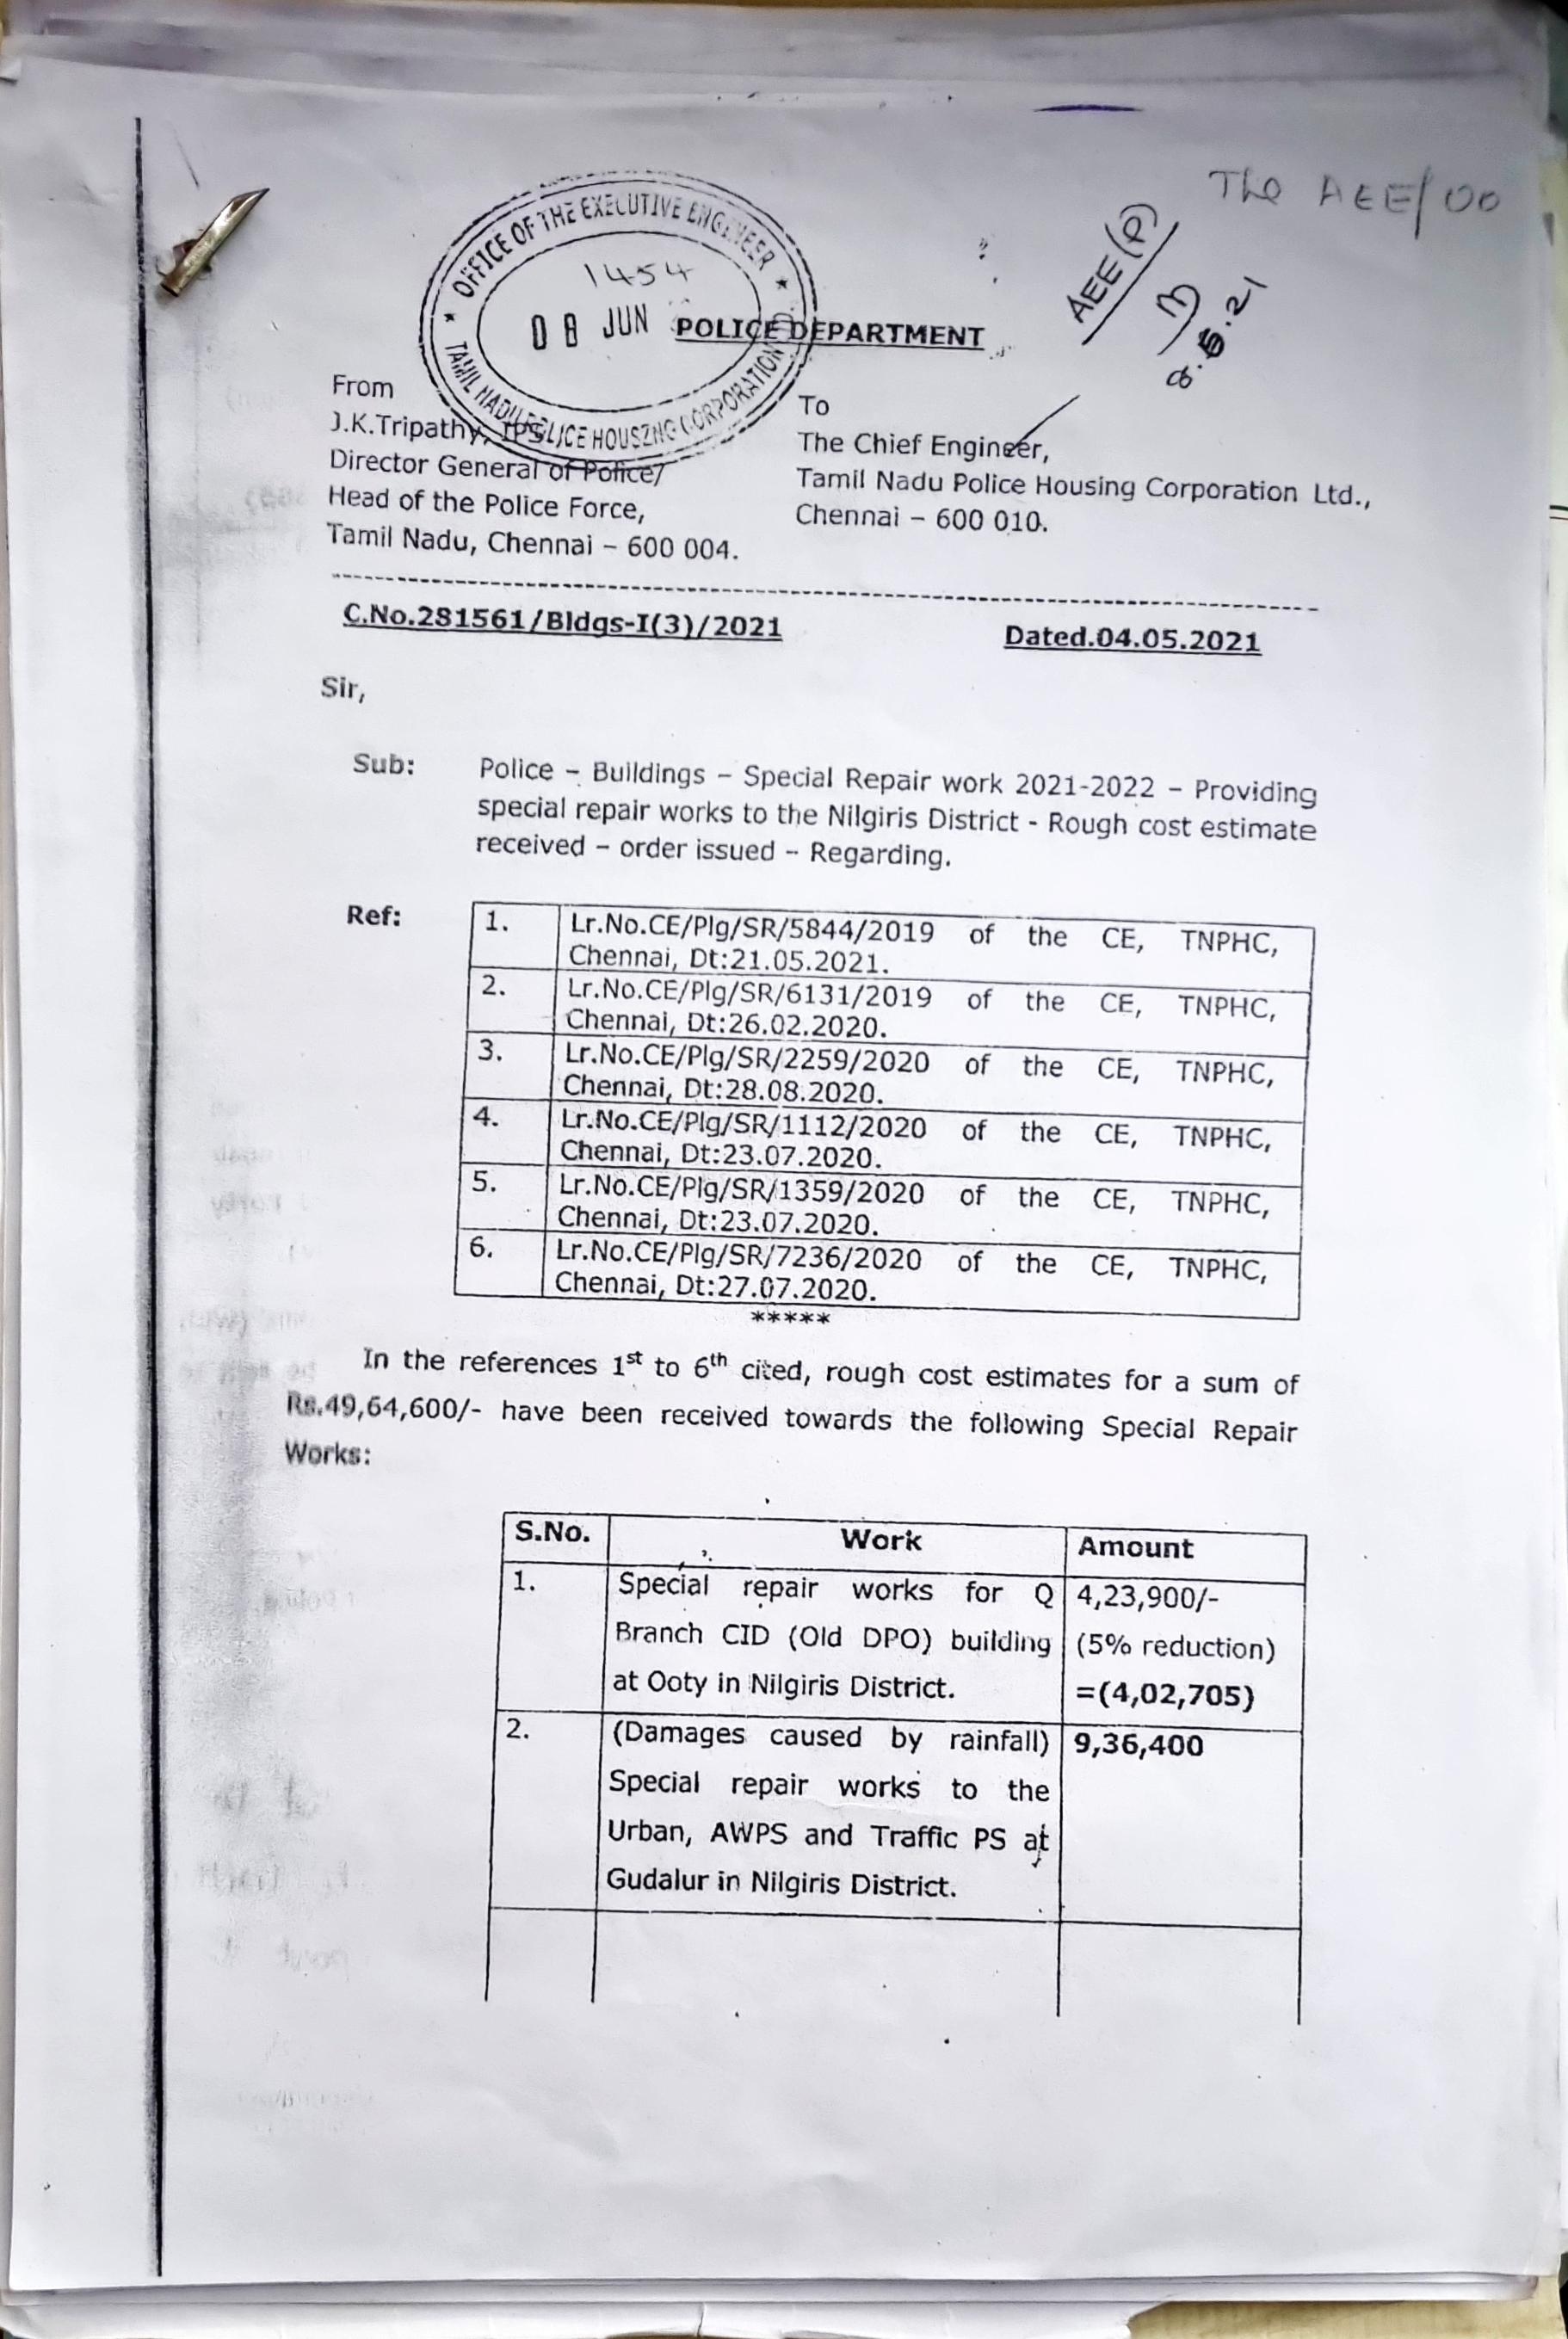 The AEE/OO
AEE(P)
8.6.21
OFFICE OF THE EXECUTIVE ENGINEER
1454
08 JUN
TAMIL NADU POLICE HOUSZNG CORPORATION
POLICE DEPARTMENT
From
J.K.Tripathy, IPS
Director General of Police/
Head of the Police Force,
Tamil Nadu, Chennai – 600 004.
To
The Chief Engineer,
Tamil Nadu Police Housing Corporation Ltd.,
Chennai – 600 010.
C.No.281561/Bldgs-I(3)/2021 Dated.04.05.2021
Sir,
Sub: Police – Buildings – Special Repair work 2021-2022 – Providing
special repair works to the Nilgiris District - Rough cost estimate
received – order issued – Regarding.
Ref:
1. Lr.No.CE/Plg/SR/5844/2019 of the CE, TNPHC,
Chennai, Dt:21.05.2021.
2. Lr.No.CE/Plg/SR/6131/2019 of the CE, TNPHC,
Chennai, Dt:26.02.2020.
3. Lr.No.CE/Plg/SR/2259/2020 of the CE, TNPHC,
Chennai, Dt:28.08.2020.
4. Lr.No.CE/Plg/SR/1112/2020 of the CE, TNPHC,
Chennai, Dt:23.07.2020.
5. Lr.No.CE/Plg/SR/1359/2020 of the CE, TNPHC,
Chennai, Dt:23.07.2020.
6. Lr.No.CE/Plg/SR/7236/2020 of the CE, TNPHC,
Chennai, Dt:27.07.2020.
*****
In the references 1st to 6th cited, rough cost estimates for a sum of
Rs.49,64,600/- have been received towards the following Special Repair
Works:
S.No. Work Amount
1. Special repair works for Q 4,23,900/-
Branch CID (Old DPO) building (5% reduction)
at Ooty in Nilgiris District. =(4,02,705)
2. (Damages caused by rainfall) 9,36,400
Special repair works to the
Urban, AWPS and Traffic PS at
Gudalur in Nilgiris District.